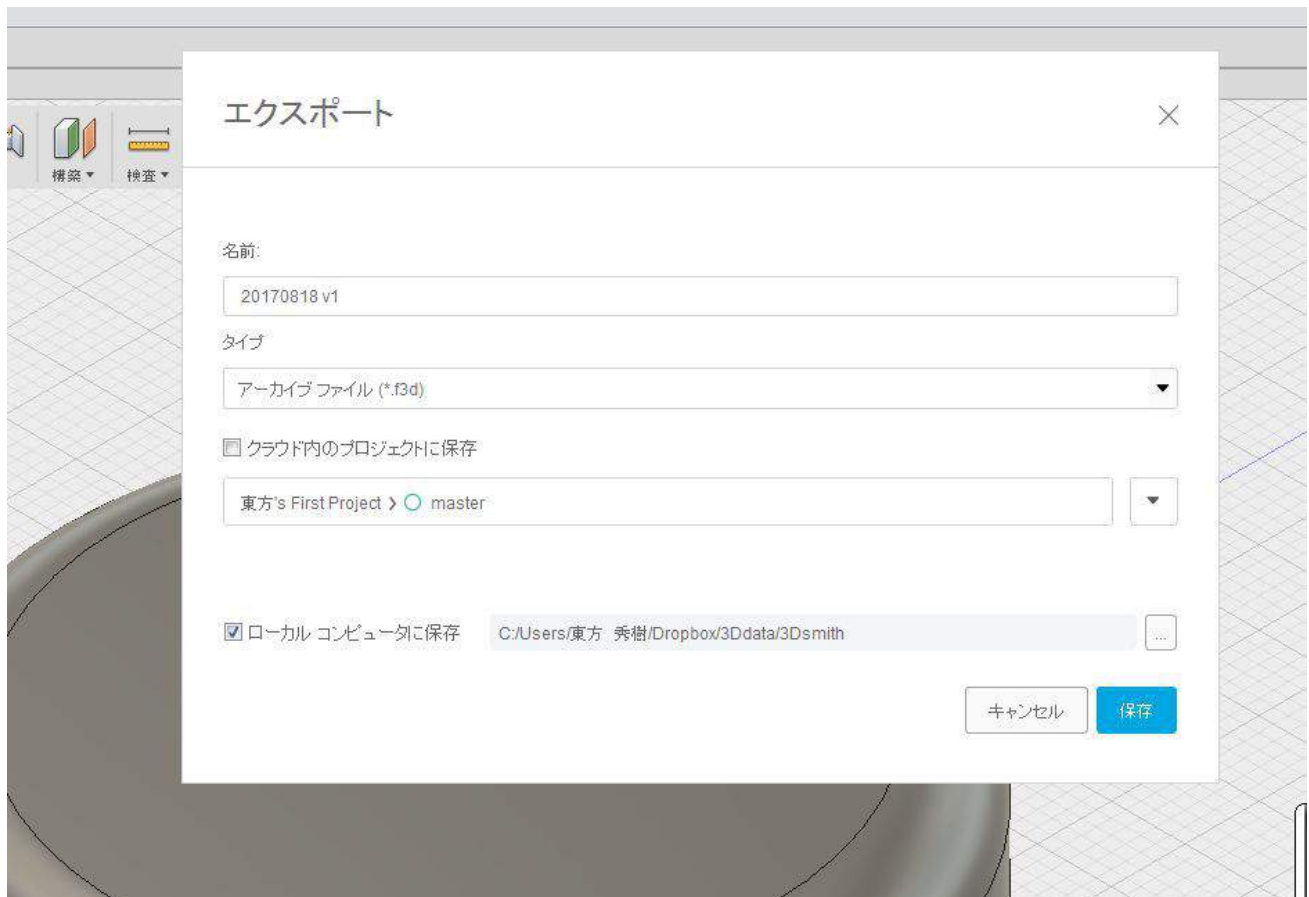 エクスポート
構築
検査
名前:
20170818 v1
タイプ
アーカイブ ファイル (*.f3d)
クラウド内のプロジェクトに保存
東方's First Project > master
ローカル コンピュータに保存 C:/Users/東方 秀樹/Dropbox/3Ddata/3Dsmith ...
キャンセル 保存